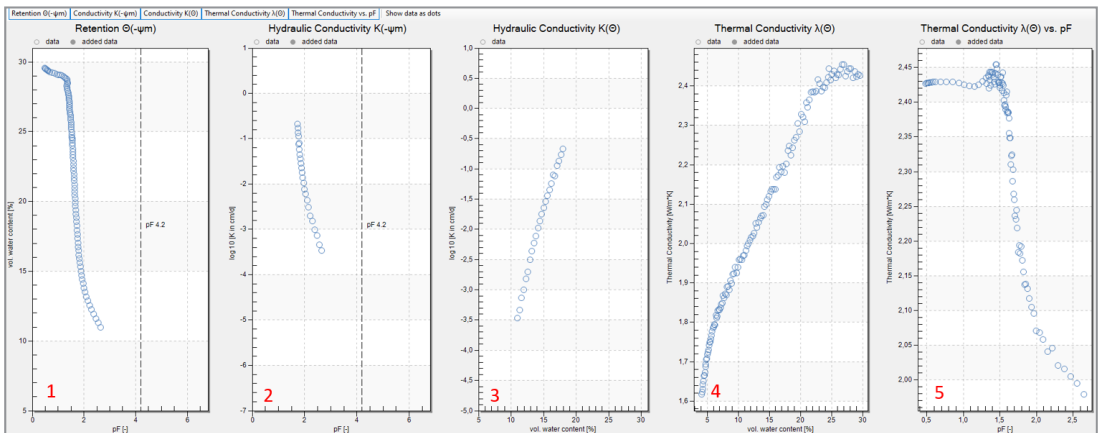 Retention Θ(-ψm) Conductivity K(-ψm) Conductivity K(Θ) Thermal Conductivity λ(Θ) Thermal Conductivity vs. pF Show data as dots
Retention Θ(-ψm)
data added data
30
25
20
15
10
5
vol. water content [%]
pF 4.2
1
0 2 4 6
pF [-]
Hydraulic Conductivity K(-ψm)
data added data
1
0
-1
-2
-3
-4
-5
-6
-7
log 10 [K in cm/d]
pF 4.2
2
0 2 4 6
pF [-]
Hydraulic Conductivity K(Θ)
data added data
1,0
0,5
0,0
-0,5
-1,0
-1,5
-2,0
-2,5
-3,0
-3,5
-4,0
-4,5
-5,0
log 10 [K in cm/d]
3
5 10 15 20 25 30
vol. water content [%]
Thermal Conductivity λ(Θ)
data added data
2,4
2,3
2,2
2,1
2,0
1,9
1,8
1,7
1,6
Thermal Conductivity [W/m*K]
4
5 10 15 20 25 30
vol. water content [%]
Thermal Conductivity λ(Θ) vs. pF
data added data
2,45
2,40
2,35
2,30
2,25
2,20
2,15
2,10
2,05
2,00
Thermal Conductivity [W/m*K]
5
0,5 1,0 1,5 2,0 2,5
pF [-]